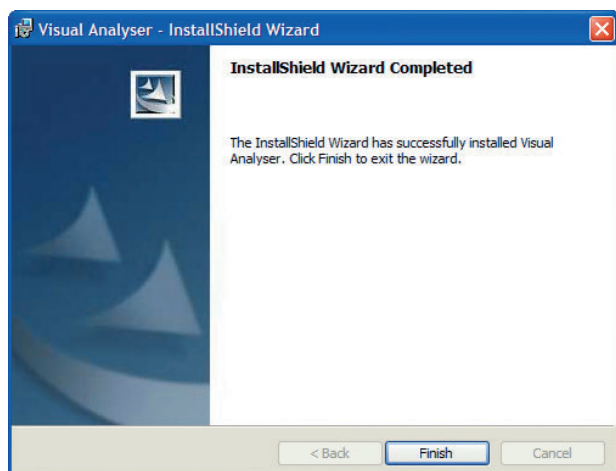 Visual Analyser - InstallShield Wizard
InstallShield Wizard Completed
The InstallShield Wizard has successfully installed Visual
Analyser. Click Finish to exit the wizard.
< Back
Finish
Cancel